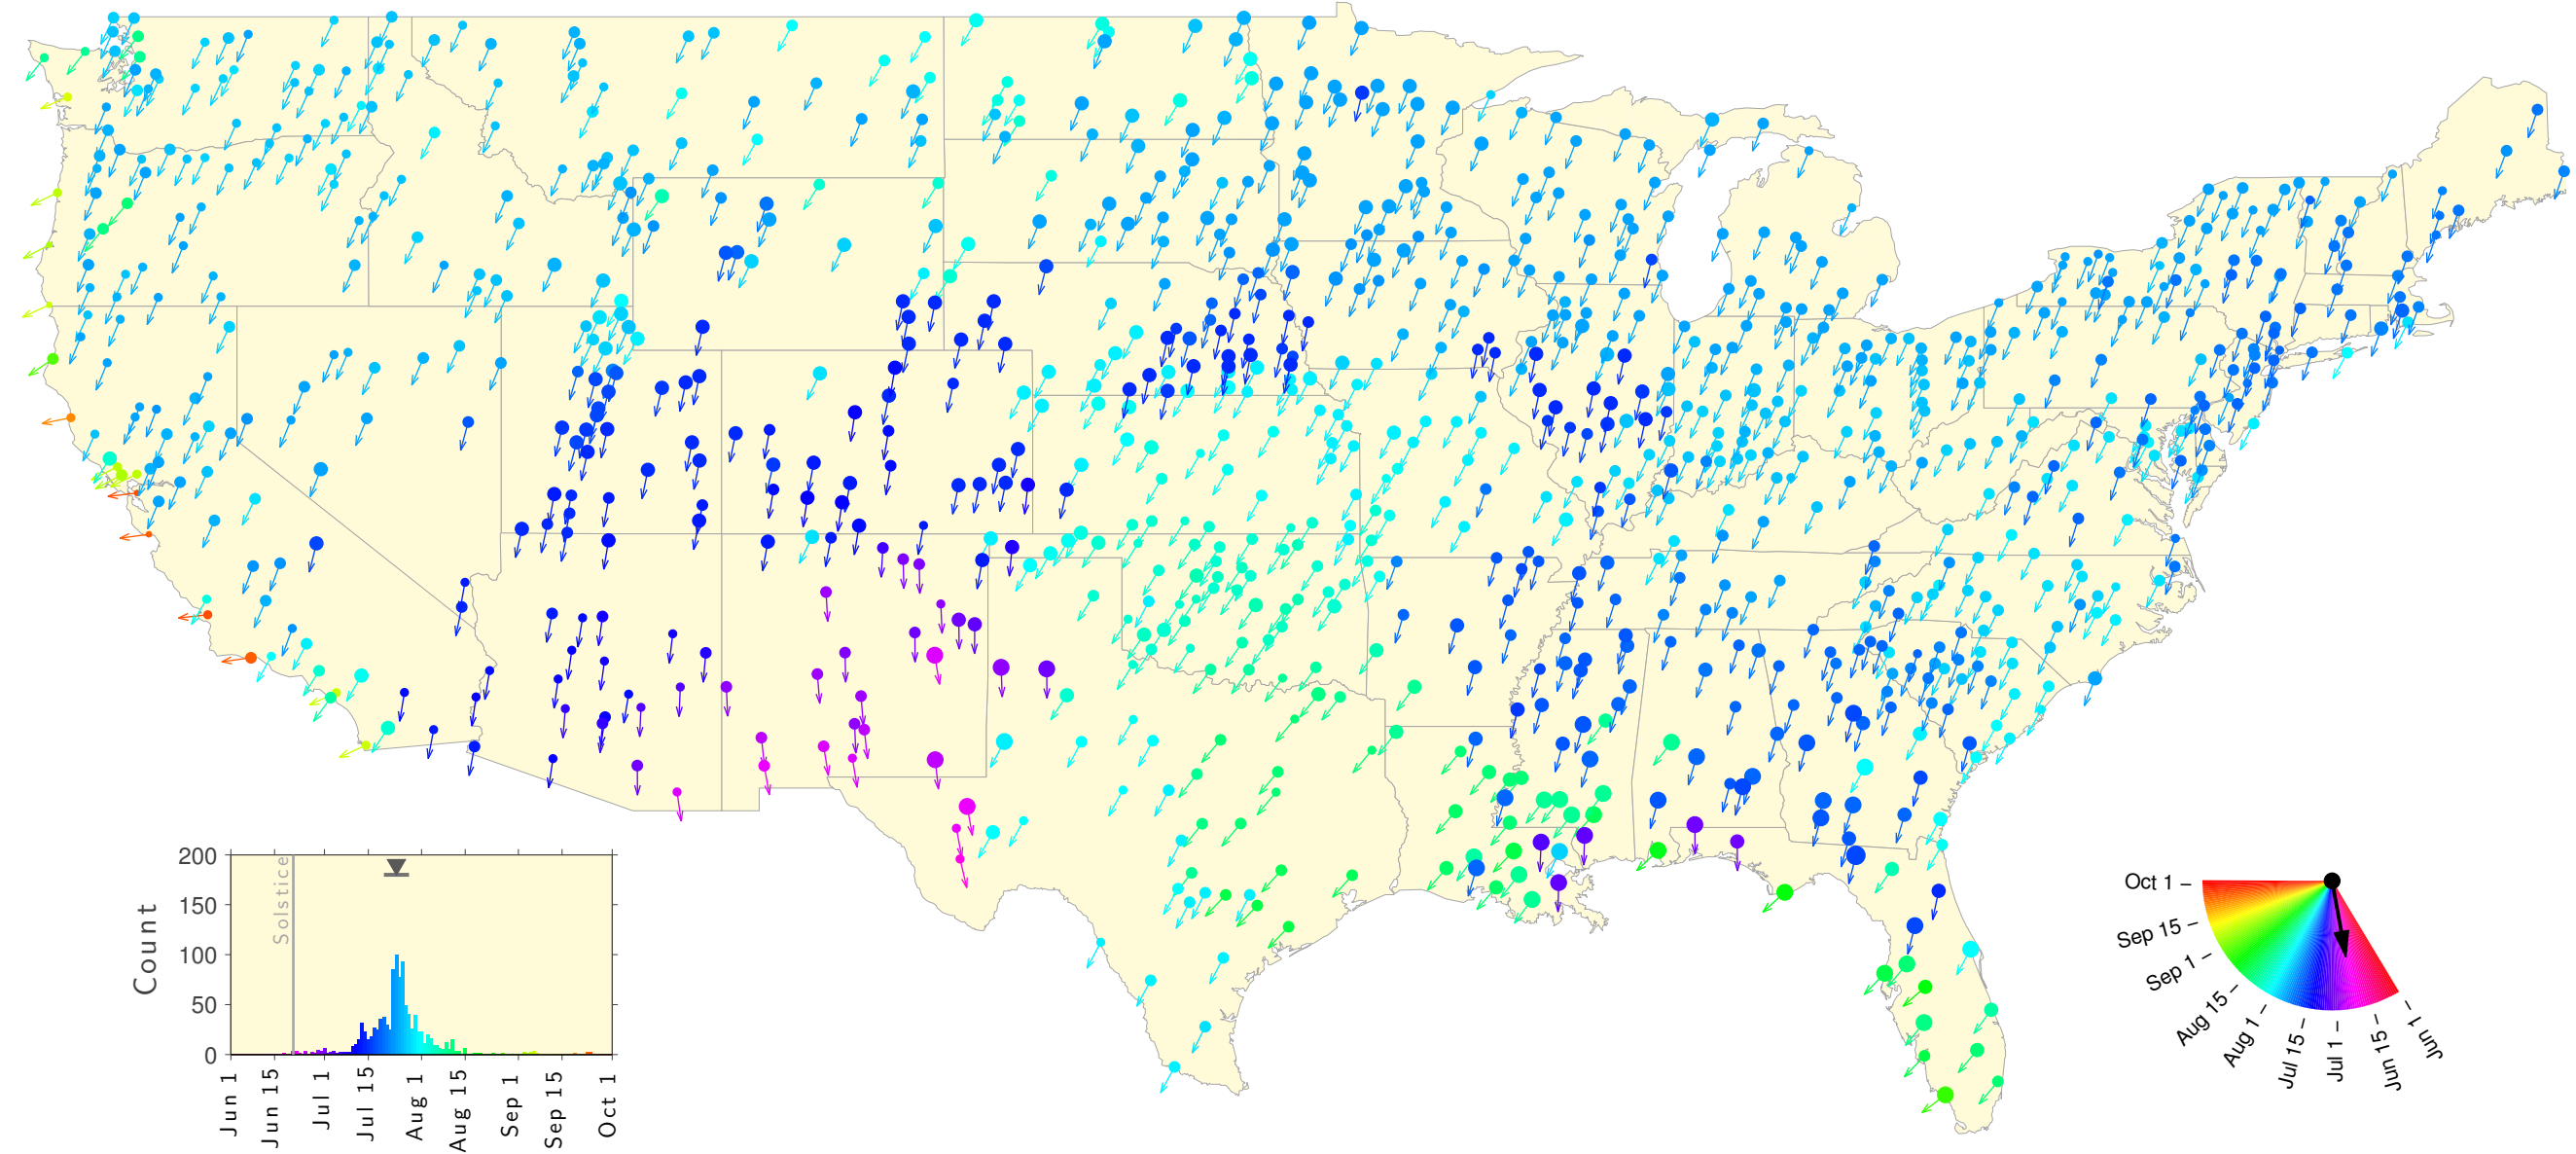 200
150
100
50
0
Count
Solstice
Jun 1
Jun 15
Jul 1
Jul 15
Aug 1
Aug 15
Sep 1
Sep 15
Oct 1
Oct 1
Sep 15
Sep 1
Aug 15
Aug 1
Jul 15
Jul 1
Jun 15
Jun 1